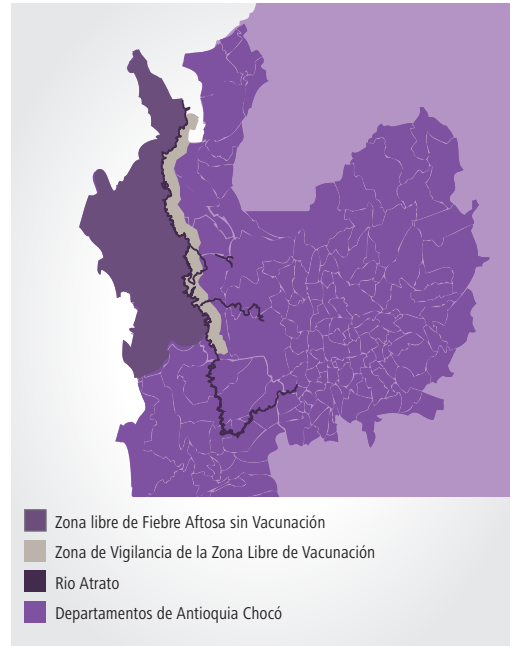 Zona libre de Fiebre Aftosa sin Vacunación
Zona de Vigilancia de la Zona Libre de Vacunación
Rio Atrato
Departamentos de Antioquia Chocó